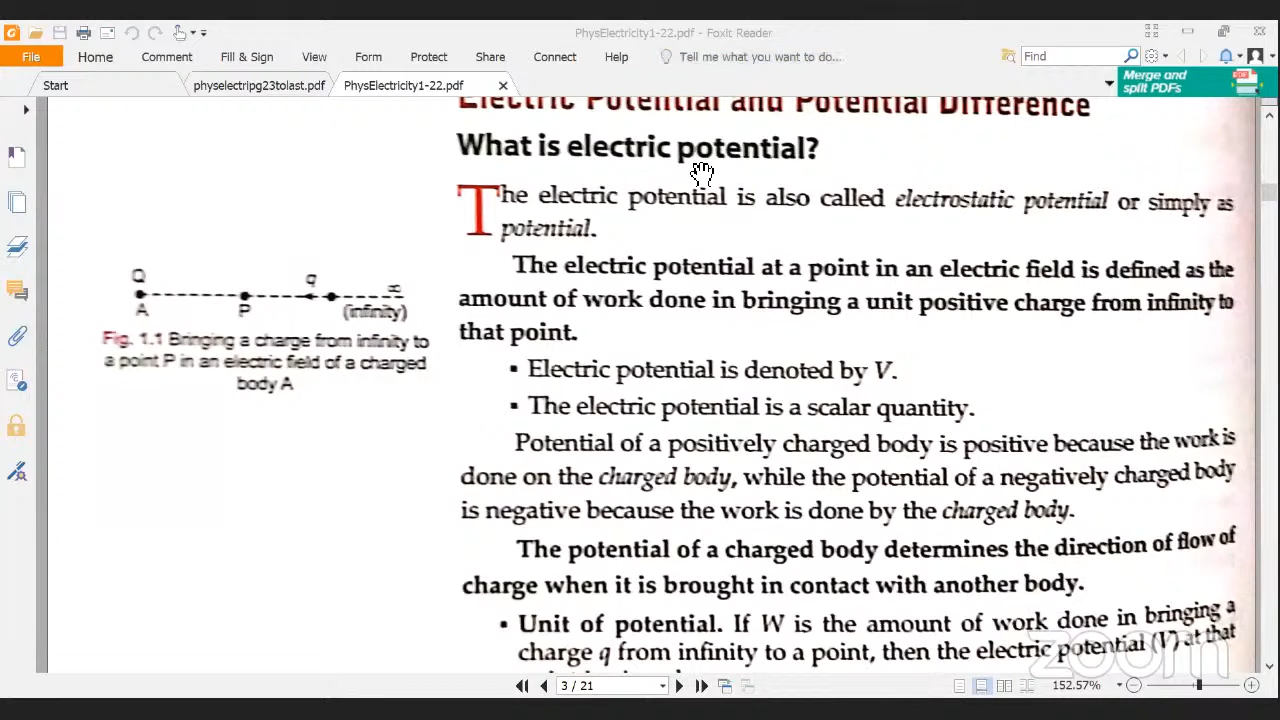 PhysElectricity1-22.pdf - Foxit Reader
File
Home
Comment
Fill & Sign
View
Form
Protect
Share
Connect
Help
Tell me what you want to do...
Find
Start
physelectripg23tolast.pdf
PhysElectricity1-22.pdf
Merge and
split PDFs
Electric Potential and Potential Difference
What is electric potential?
The electric potential is also called electrostatic potential or simply as
potential.
The electric potential at a point in an electric field is defined as the
amount of work done in bringing a unit positive charge from infinity to
that point.
▪ Electric potential is denoted by V.
▪ The electric potential is a scalar quantity.
Potential of a positively charged body is positive because the work is
done on the charged body, while the potential of a negatively charged body
is negative because the work is done by the charged body.
The potential of a charged body determines the direction of flow of
charge when it is brought in contact with another body.
▪ Unit of potential. If W is the amount of work done in bringing a
charge q from infinity to a point, then the electric potential (V) at that
Q q ∞
A P (infinity)
Fig. 1.1 Bringing a charge from infinity to
a point P in an electric field of a charged
body A
zoom
3 / 21
152.57%